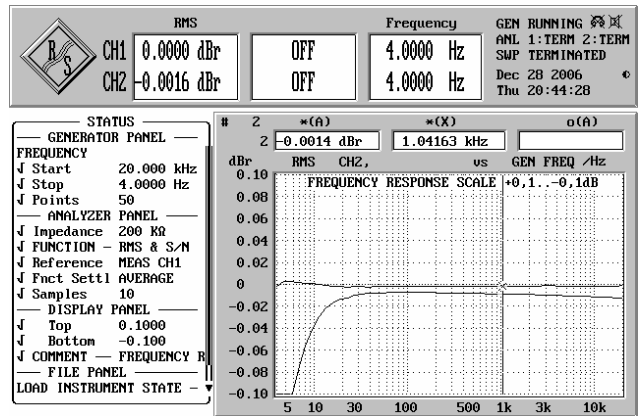 RMS Frequency
R/S CH1 0.0000 dBr OFF 4.0000 Hz
CH2 -0.0016 dBr OFF 4.0000 Hz
GEN RUNNING
ANL 1:TERM 2:TERM
SWP TERMINATED
Dec 28 2006
Thu 20:44:28
STATUS
GENERATOR PANEL
FREQUENCY
√ Start 20.000 kHz
√ Stop 4.0000 Hz
√ Points 50
ANALYZER PANEL
√ Impedance 200 KΩ
√ FUNCTION - RMS & S/N
√ Reference MEAS CH1
√ Fnct Settl AVERAGE
√ Samples 10
DISPLAY PANEL
√ Top 0.1000
√ Bottom -0.100
√ COMMENT — FREQUENCY R
FILE PANEL
LOAD INSTRUMENT STATE -
# 2 *(A) *(X) o(A)
2 -0.0014 dBr 1.04163 kHz
dBr RMS CH2, vs GEN FREQ /Hz
FREQUENCY RESPONSE SCALE +0,1..-0,1dB
0.10
0.08
0.06
0.04
0.02
0
-0.02
-0.04
-0.06
-0.08
-0.10
5 10 30 100 500 1k 3k 10k